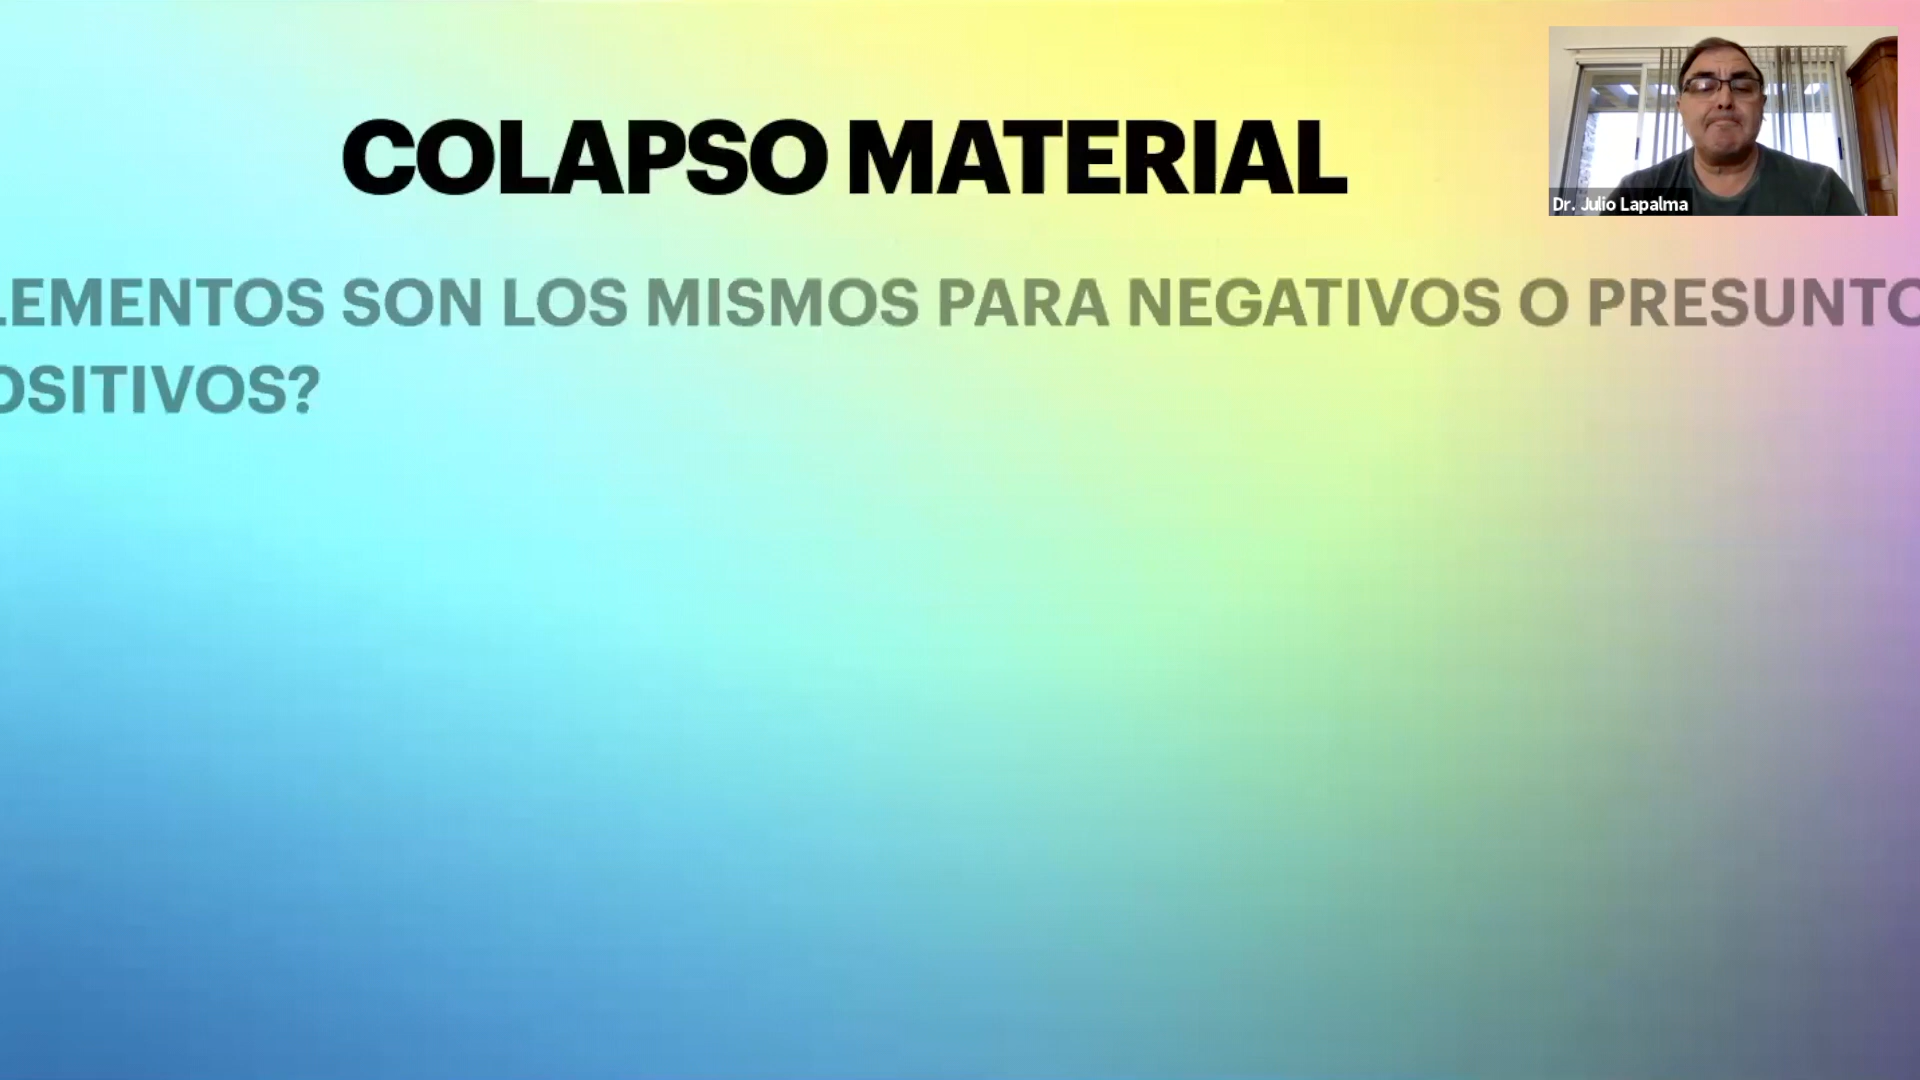 COLAPSO MATERIAL
Dr. Julio Lapalma
LEMENTOS SON LOS MISMOS PARA NEGATIVOS O PRESUNTO
OSITIVOS?